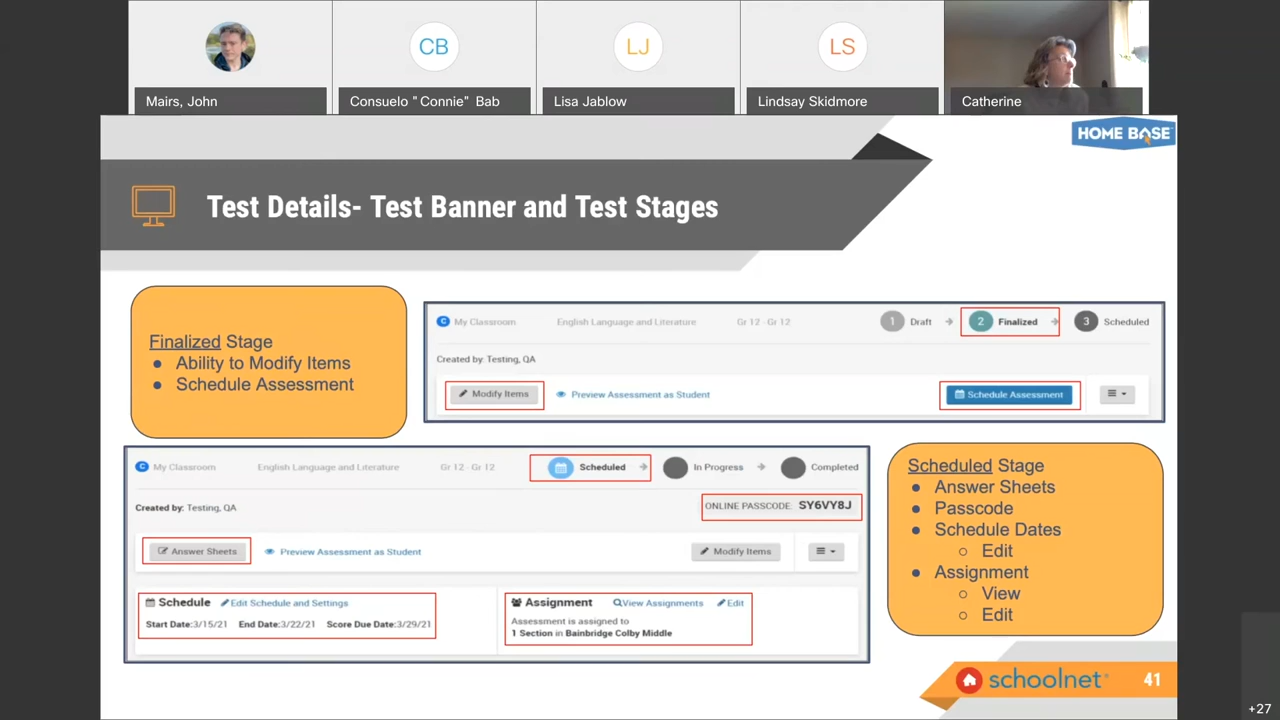 CB
LJ
LS
Mairs, John
Consuelo "Connie" Bab
Lisa Jablow
Lindsay Skidmore
Catherine
HOME BASE
Test Details- Test Banner and Test Stages
Finalized Stage
● Ability to Modify Items
● Schedule Assessment
C My Classroom English Language and Literature Gr 12 - Gr 12 1 Draft → 2 Finalized → 3 Scheduled
Created by: Testing, QA
Modify Items Preview Assessment as Student Schedule Assessment
C My Classroom English Language and Literature Gr 12 - Gr 12 Scheduled → In Progress → Completed
Created by: Testing, QA ONLINE PASSCODE: SY6VY8J
Answer Sheets Preview Assessment as Student Modify Items
Schedule Edit Schedule and Settings
Start Date:3/15/21 End Date:3/22/21 Score Due Date:3/29/21
Assignment View Assignments Edit
Assessment is assigned to
1 Section in Bainbridge Colby Middle
Scheduled Stage
● Answer Sheets
● Passcode
● Schedule Dates
○ Edit
● Assignment
○ View
○ Edit
schoolnet
41
+27